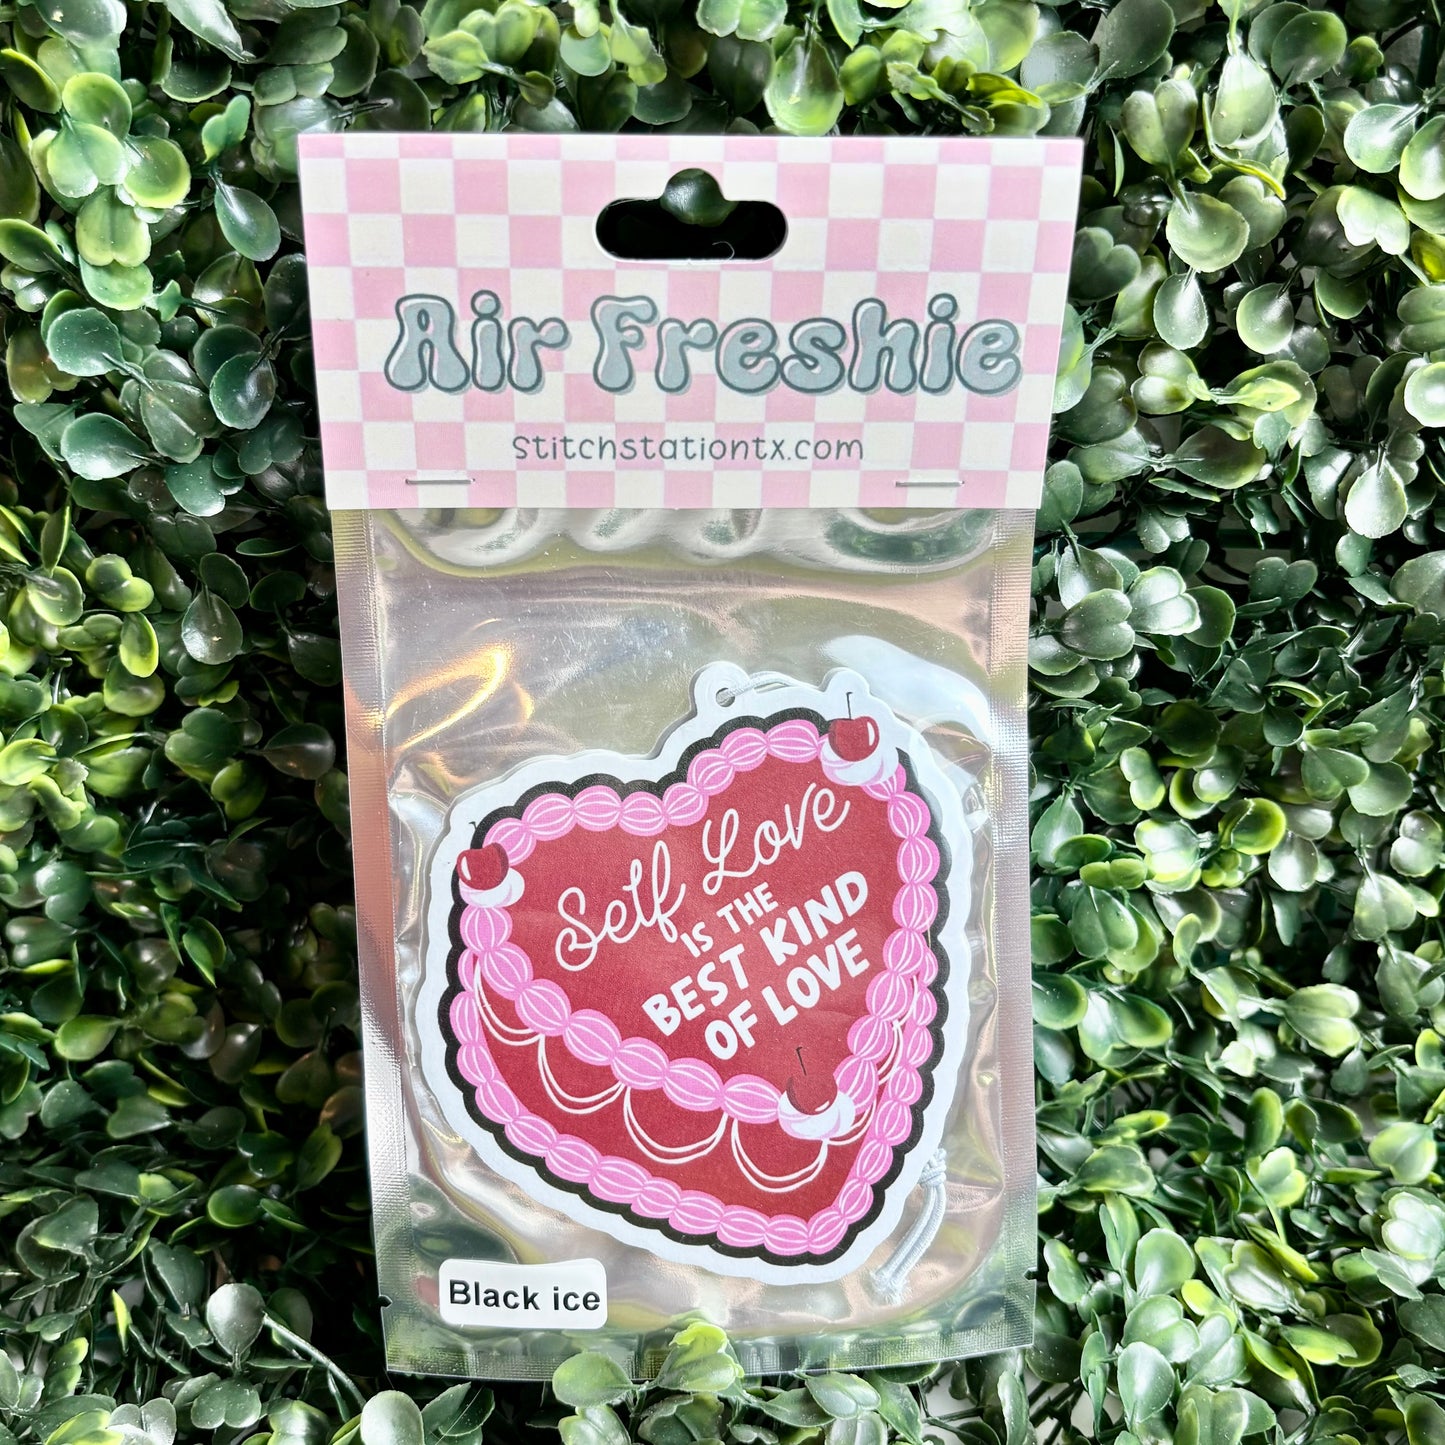 Air Freshie
stitchstationtx.com
Self Love
IS THE
BEST KIND
OF LOVE
Black ice